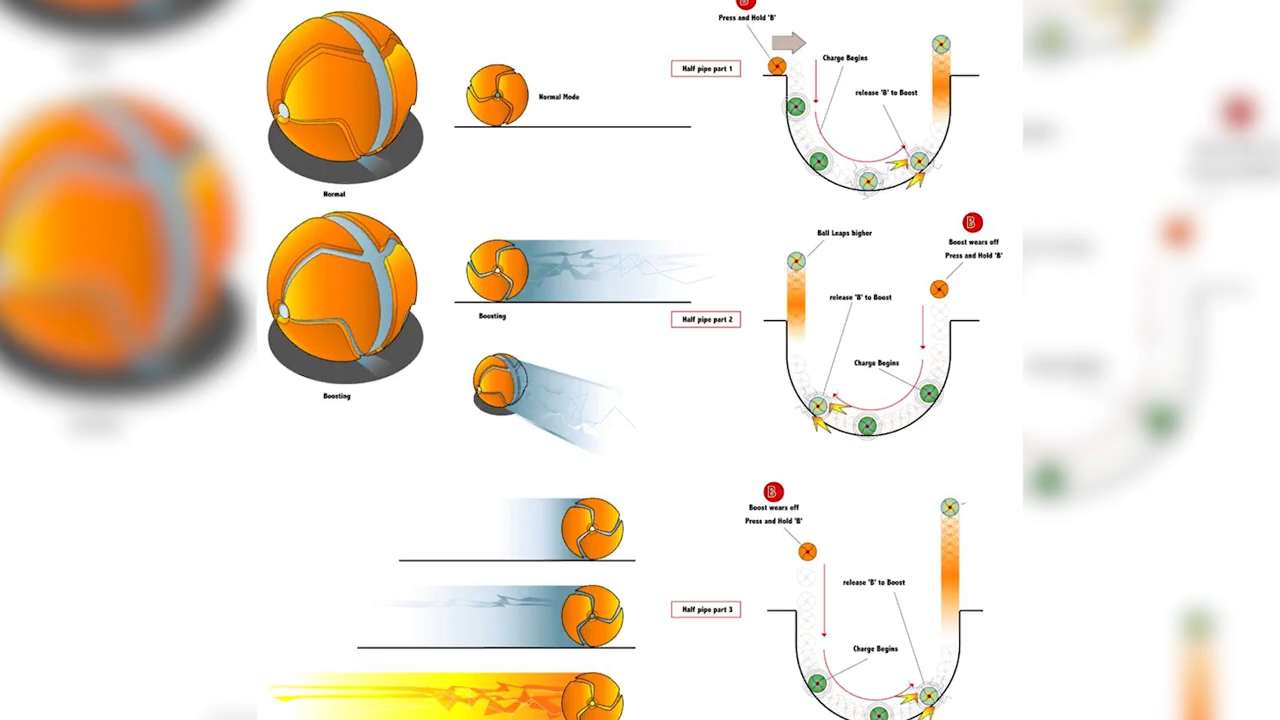 B
Press and Hold 'B'
Charge Begins
Half pipe part 1
release 'B' to Boost
Normal Mode
Normal
B
Ball Leaps higher
Boost wears off
Press and Hold 'B'
release 'B' to Boost
Boosting
Half pipe part 2
Charge Begins
Boosting
B
Boost wears off
Press and Hold 'B'
release 'B' to Boost
Half pipe part 3
Charge Begins